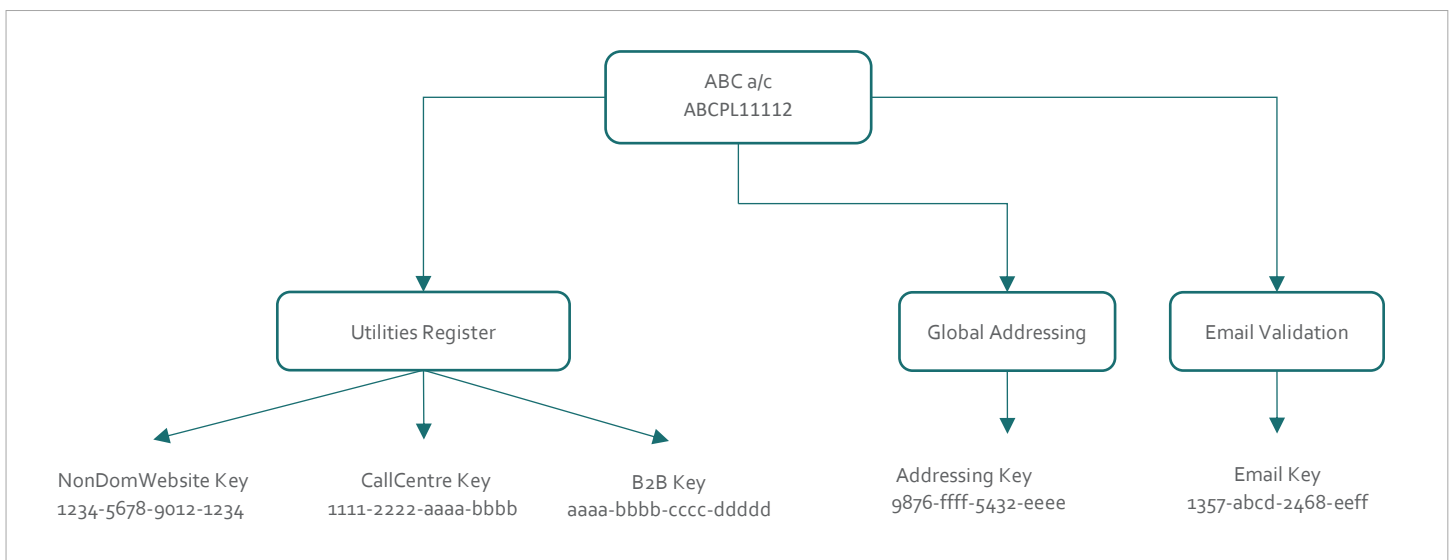 ABC a/c
ABCPL11112
Utilities Register
Global Addressing
Email Validation
NonDomWebsite Key
1234-5678-9012-1234
CallCentre Key
1111-2222-aaaa-bbbb
B2B Key
aaaa-bbbb-cccc-ddddd
Addressing Key
9876-ffff-5432-eeee
Email Key
1357-abcd-2468-eeff